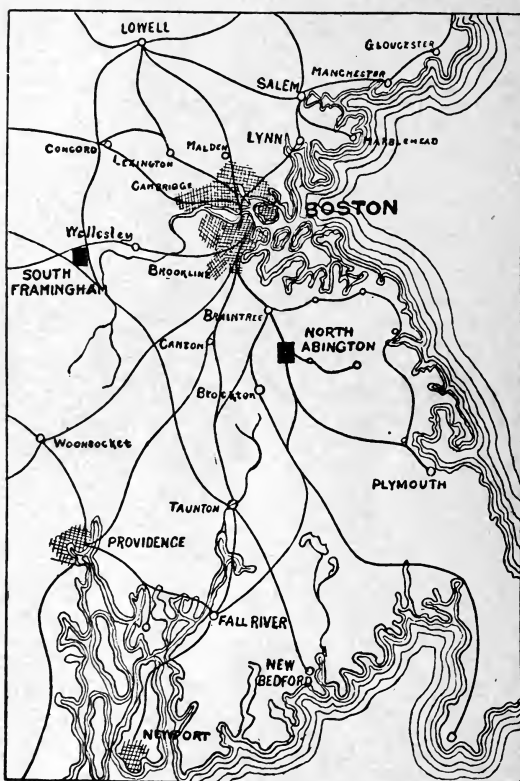 LOWELL
GLOUCESTER
SALEM
MANCHESTER
LYNN
MARBLEHEAD
CONCORD
LEXINGTON
MALDEN
CAMBRIDGE
BOSTON
Wellesley
SOUTH
FRAMINGHAM
BROOKLINE
BRAINTREE
NORTH
ABINGTON
CANTON
BROCKTON
WOONSOCKET
PLYMOUTH
TAUNTON
PROVIDENCE
FALL RIVER
NEW
BEDFORD
NEWPORT